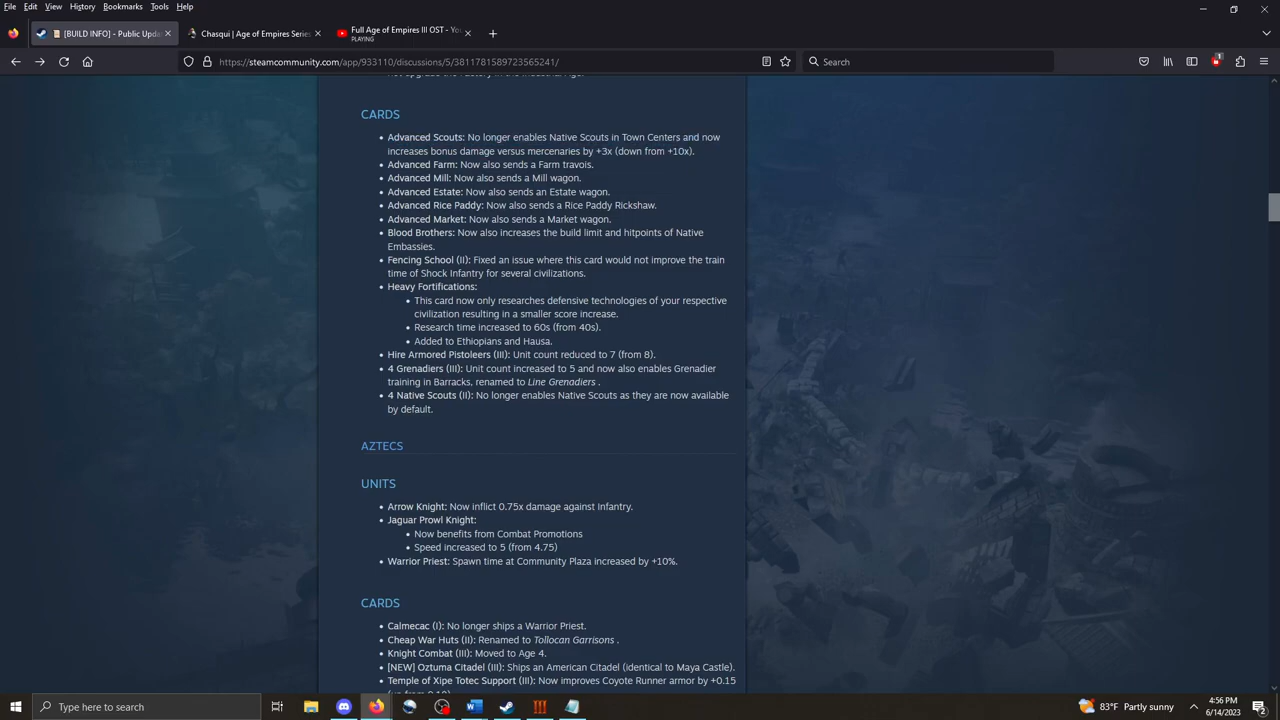 File Edit View History Bookmarks Tools Help
[BUILD INFO] - Public Upda
Chasqui | Age of Empires Series
Full Age of Empires III OST - Yo
PLAYING
https://steamcommunity.com/app/933110/discussions/5/3811781589723565241/
Search
1
CARDS
Advanced Scouts: No longer enables Native Scouts in Town Centers and now
increases bonus damage versus mercenaries by +3x (down from +10x).
Advanced Farm: Now also sends a Farm travois.
Advanced Mill: Now also sends a Mill wagon.
Advanced Estate: Now also sends an Estate wagon.
Advanced Rice Paddy: Now also sends a Rice Paddy Rickshaw.
Advanced Market: Now also sends a Market wagon.
Blood Brothers: Now also increases the build limit and hitpoints of Native
Embassies.
Fencing School (II): Fixed an issue where this card would not improve the train
time of Shock Infantry for several civilizations.
Heavy Fortifications:
This card now only researches defensive technologies of your respective
civilization resulting in a smaller score increase.
Research time increased to 60s (from 40s).
Added to Ethiopians and Hausa.
Hire Armored Pistoleers (III): Unit count reduced to 7 (from 8).
4 Grenadiers (III): Unit count increased to 5 and now also enables Grenadier
training in Barracks, renamed to Line Grenadiers .
4 Native Scouts (II): No longer enables Native Scouts as they are now available
by default.
AZTECS
UNITS
Arrow Knight: Now inflict 0.75x damage against Infantry.
Jaguar Prowl Knight:
Now benefits from Combat Promotions
Speed increased to 5 (from 4.75)
Warrior Priest: Spawn time at Community Plaza increased by +10%.
CARDS
Calmecac (I): No longer ships a Warrior Priest.
Cheap War Huts (II): Renamed to Tollocan Garrisons .
Knight Combat (III): Moved to Age 4.
[NEW] Oztuma Citadel (III): Ships an American Citadel (identical to Maya Castle).
Temple of Xipe Totec Support (III): Now improves Coyote Runner armor by +0.15
Type here to search
83°F Partly sunny
4:56 PM
6/14/2023
2